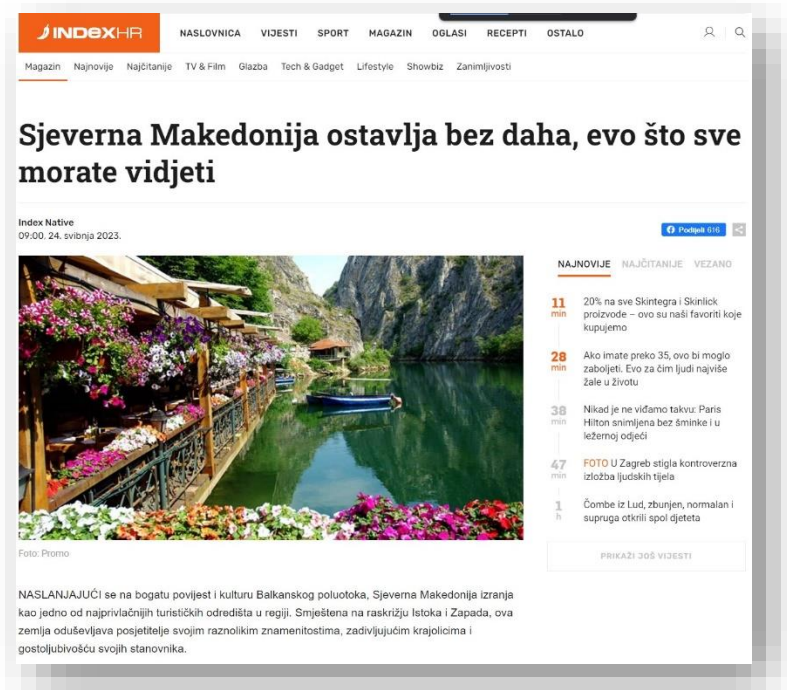 INDEXHR
NASLOVNICA VIJESTI SPORT MAGAZIN OGLASI RECEPTI OSTALO
Magazin Najnovije Najčitanije TV & Film Glazba Tech & Gadget Lifestyle Showbiz Zanimljivosti
Sjeverna Makedonija ostavlja bez daha, evo što sve
morate vidjeti
Index Native
09:00, 24. svibnja 2023.
Podijeli 616
NAJNOVIJE NAJČITANIJE VEZANO
11
min
20% na sve Skintegra i Skinlick
proizvode – ovo su naši favoriti koje
kupujemo
28
min
Ako imate preko 35, ovo bi moglo
zaboljeti. Evo za čim ljudi najviše
žale u životu
38
min
Nikad je ne viđamo takvu: Paris
Hilton snimljena bez šminke i u
ležernoj odjeći
47
min
FOTO U Zagreb stigla kontroverzna
izložba ljudskih tijela
1
h
Čombe iz Lud, zbunjen, normalan i
supruga otkrili spol djeteta
PRIKAŽI JOŠ VIJESTI
Foto: Promo
NASLANJAJUĆI se na bogatu povijest i kulturu Balkanskog poluotoka, Sjeverna Makedonija izranja
kao jedno od najprivlačnijih turističkih odredišta u regiji. Smještena na raskrižju Istoka i Zapada, ova
zemlja oduševljava posjetitelje svojim raznolikim znamenitostima, zadivljujućim krajolicima i
gostoljubivošću svojih stanovnika.